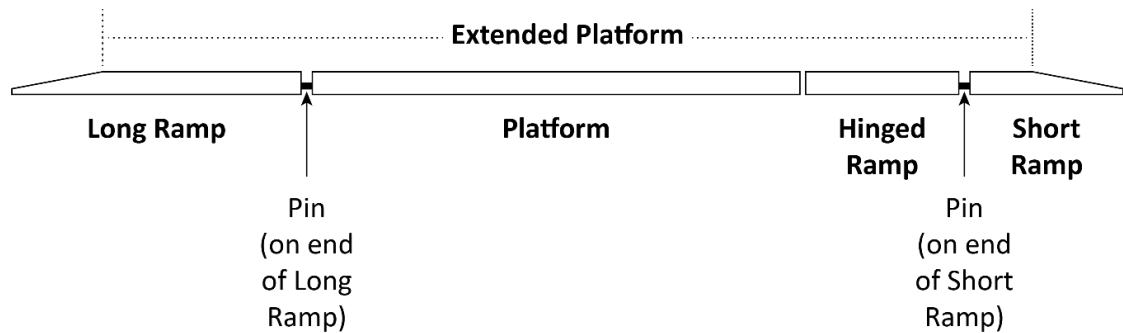 Extended Platform
Long Ramp
Platform
Hinged
Ramp
Short
Ramp
Pin
(on end
of Long
Ramp)
Pin
(on end
of Short
Ramp)